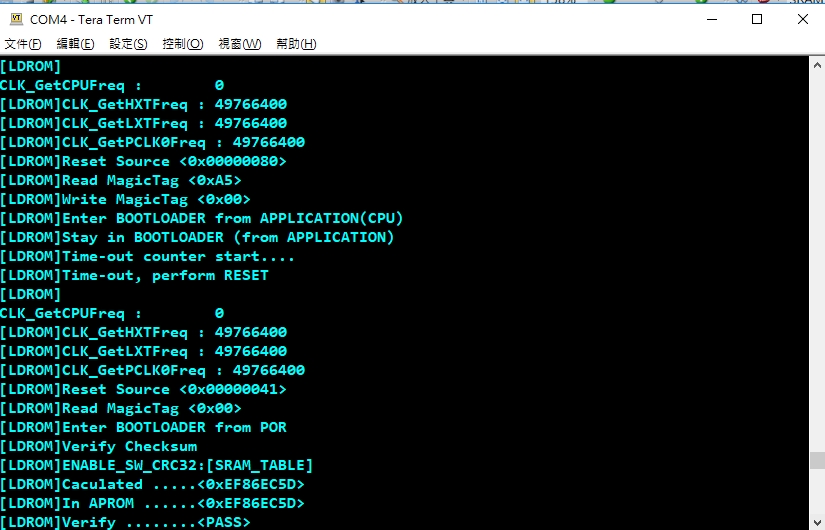 COM4 - Tera Term VT
文件(F) 編輯(E) 設定(S) 控制(O) 視窗(W) 幫助(H)
[LDROM]
CLK_GetCPUFreq :        0
[LDROM]CLK_GetHXTFreq : 49766400
[LDROM]CLK_GetLXTFreq : 49766400
[LDROM]CLK_GetPCLK0Freq : 49766400
[LDROM]Reset Source <0x00000080>
[LDROM]Read MagicTag <0xA5>
[LDROM]Write MagicTag <0x00>
[LDROM]Enter BOOTLOADER from APPLICATION(CPU)
[LDROM]Stay in BOOTLOADER (from APPLICATION)
[LDROM]Time-out counter start....
[LDROM]Time-out, perform RESET
[LDROM]
CLK_GetCPUFreq :        0
[LDROM]CLK_GetHXTFreq : 49766400
[LDROM]CLK_GetLXTFreq : 49766400
[LDROM]CLK_GetPCLK0Freq : 49766400
[LDROM]Reset Source <0x00000041>
[LDROM]Read MagicTag <0x00>
[LDROM]Enter BOOTLOADER from POR
[LDROM]Verify Checksum
[LDROM]ENABLE_SW_CRC32:[SRAM_TABLE]
[LDROM]Caculated .....<0xEF86EC5D>
[LDROM]In APROM ......<0xEF86EC5D>
[LDROM]Verify ........<PASS>